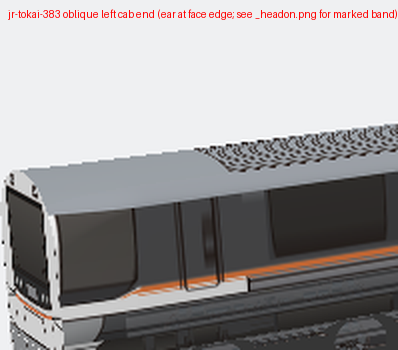 jr-tokai-383 oblique left cab end (ear at face edge; see _headon.png for marked band)